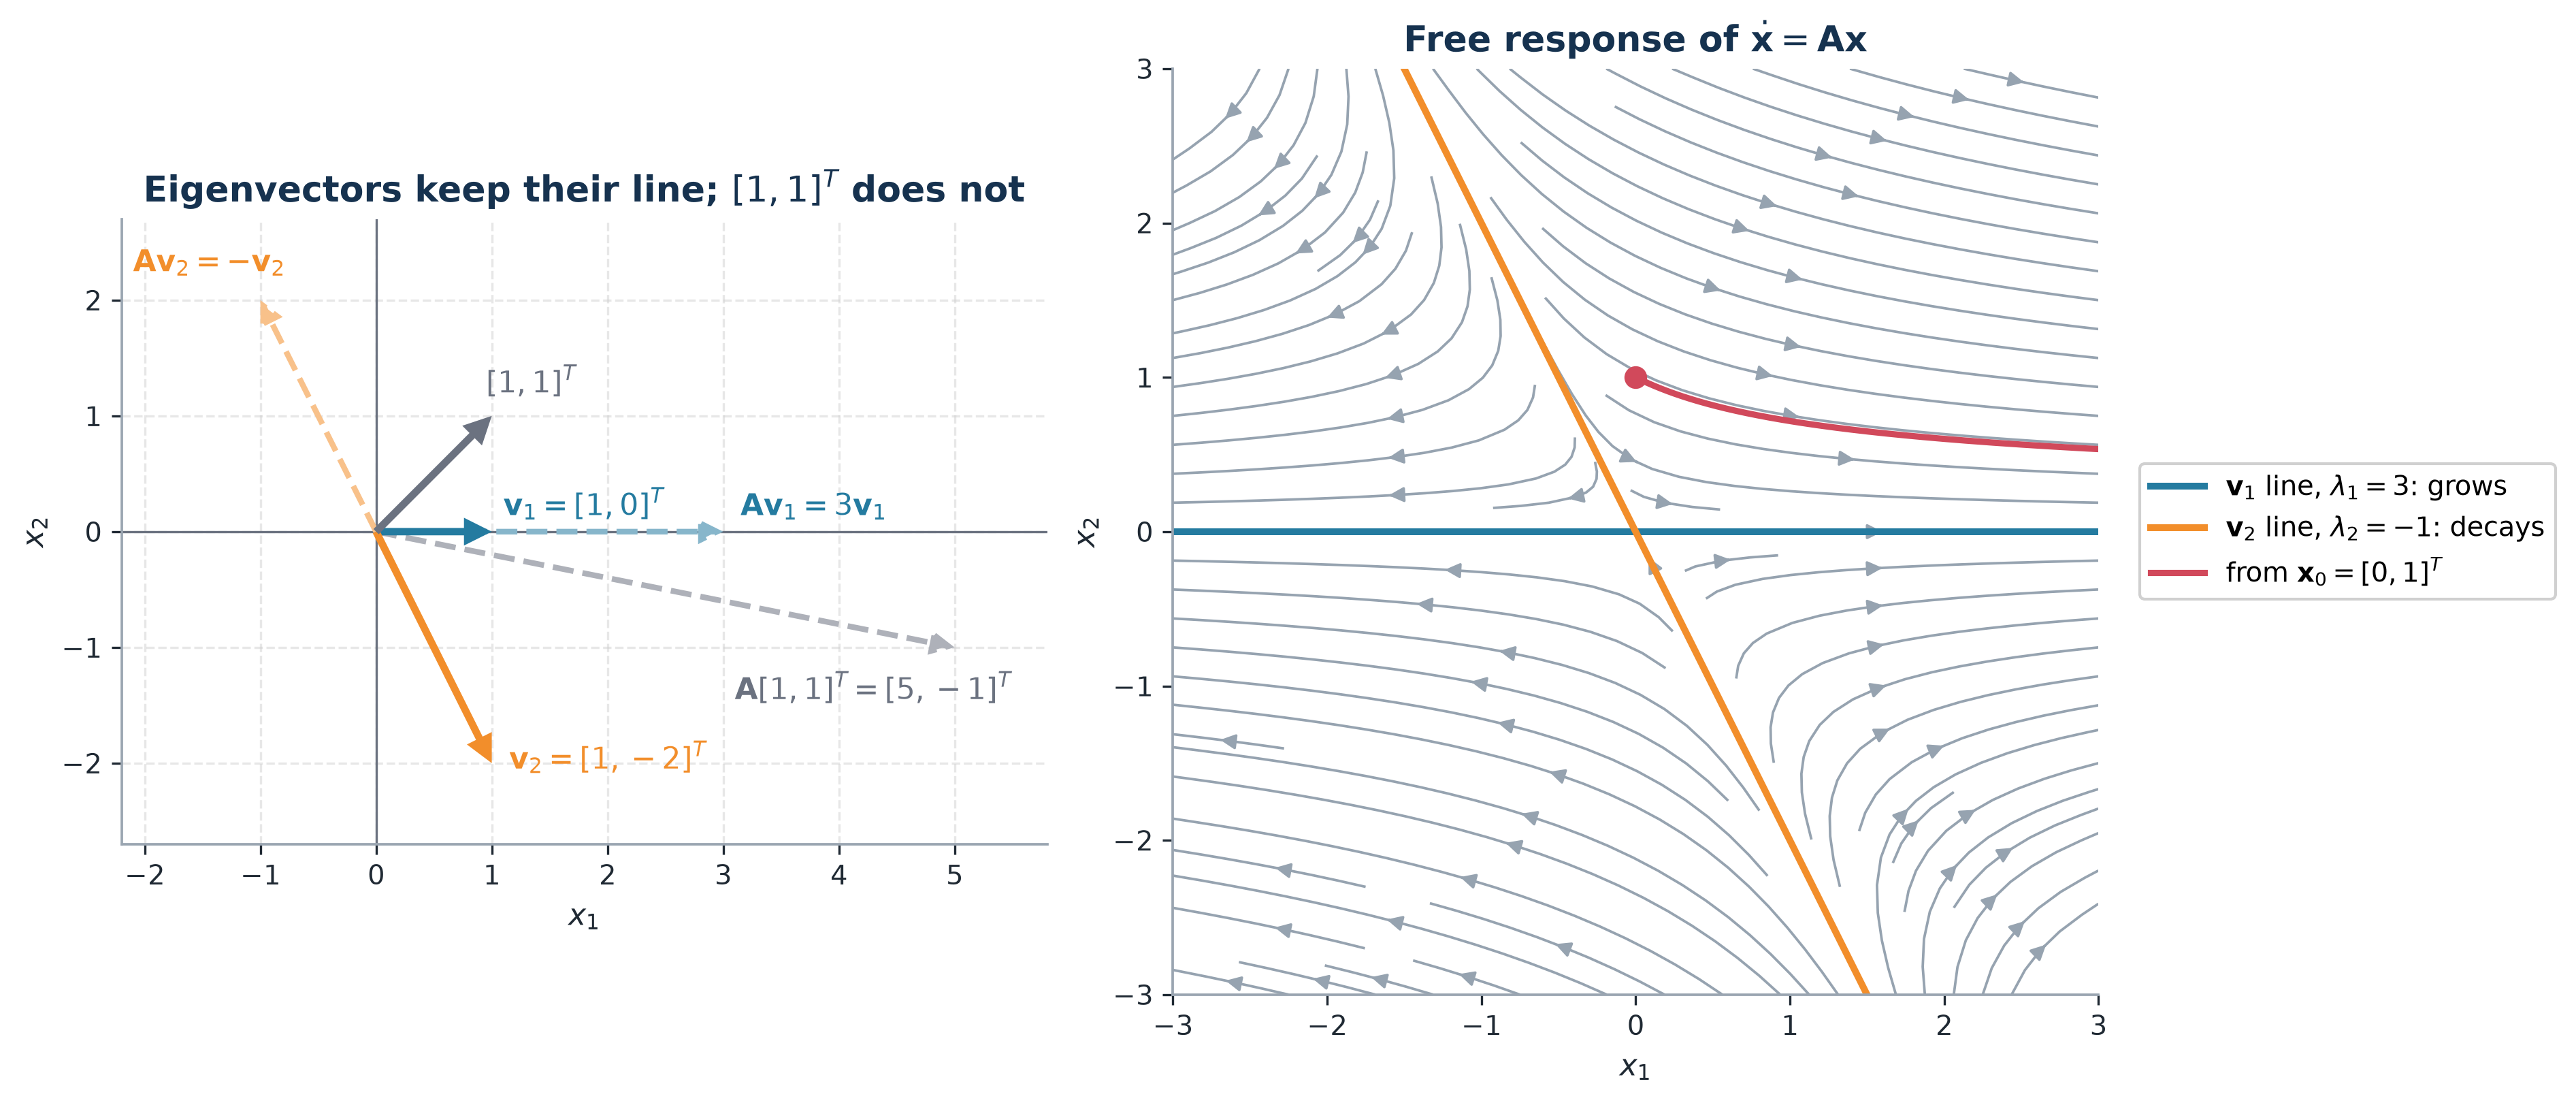 Eigenvectors keep their line; [1, 1]^T does not
Av₂ = −v₂
[1, 1]^T
v₁ = [1, 0]^T
Av₁ = 3v₁
A[1, 1]^T = [5, −1]^T
v₂ = [1, −2]^T
2
1
0
−1
−2
x₂
−2 −1 0 1 2 3 4 5
x₁
Free response of ẋ = Ax
3
2
1
0
−1
−2
−3
x₂
−3 −2 −1 0 1 2 3
x₁
v₁ line, λ₁ = 3: grows
v₂ line, λ₂ = −1: decays
from x₀ = [0, 1]^T